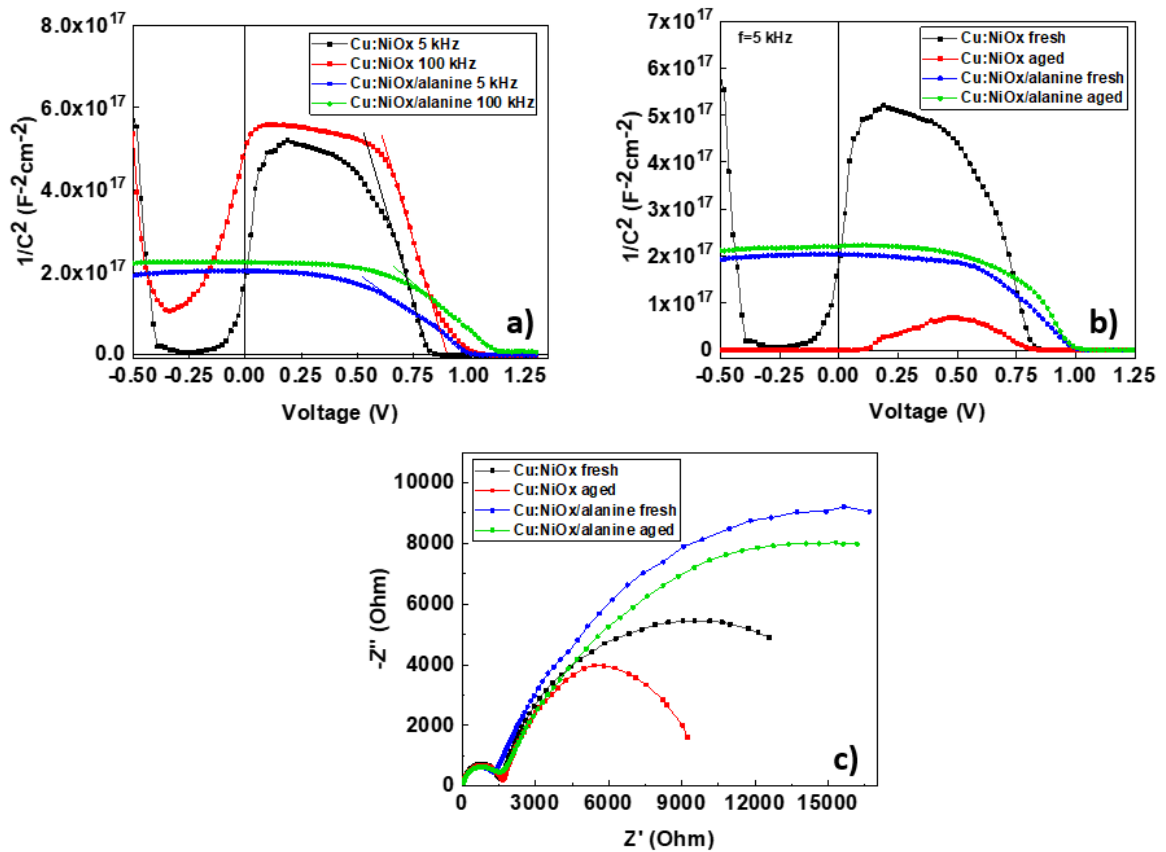 8.0x10^17
6.0x10^17
4.0x10^17
2.0x10^17
0.0
1/C^2 (F^-2cm^-2)
Cu:NiOx 5 kHz
Cu:NiOx 100 kHz
Cu:NiOx/alanine 5 kHz
Cu:NiOx/alanine 100 kHz
a)
-0.50 -0.25 0.00 0.25 0.50 0.75 1.00 1.25
Voltage (V)
7x10^17
6x10^17
5x10^17
4x10^17
3x10^17
2x10^17
1x10^17
0
1/C^2 (F^-2cm^-2)
f=5 kHz
Cu:NiOx fresh
Cu:NiOx aged
Cu:NiOx/alanine fresh
Cu:NiOx/alanine aged
b)
-0.50 -0.25 0.00 0.25 0.50 0.75 1.00 1.25
Voltage (V)
10000
8000
6000
4000
2000
0
-Z'' (Ohm)
Cu:NiOx fresh
Cu:NiOx aged
Cu:NiOx/alanine fresh
Cu:NiOx/alanine aged
c)
0 3000 6000 9000 12000 15000
Z' (Ohm)